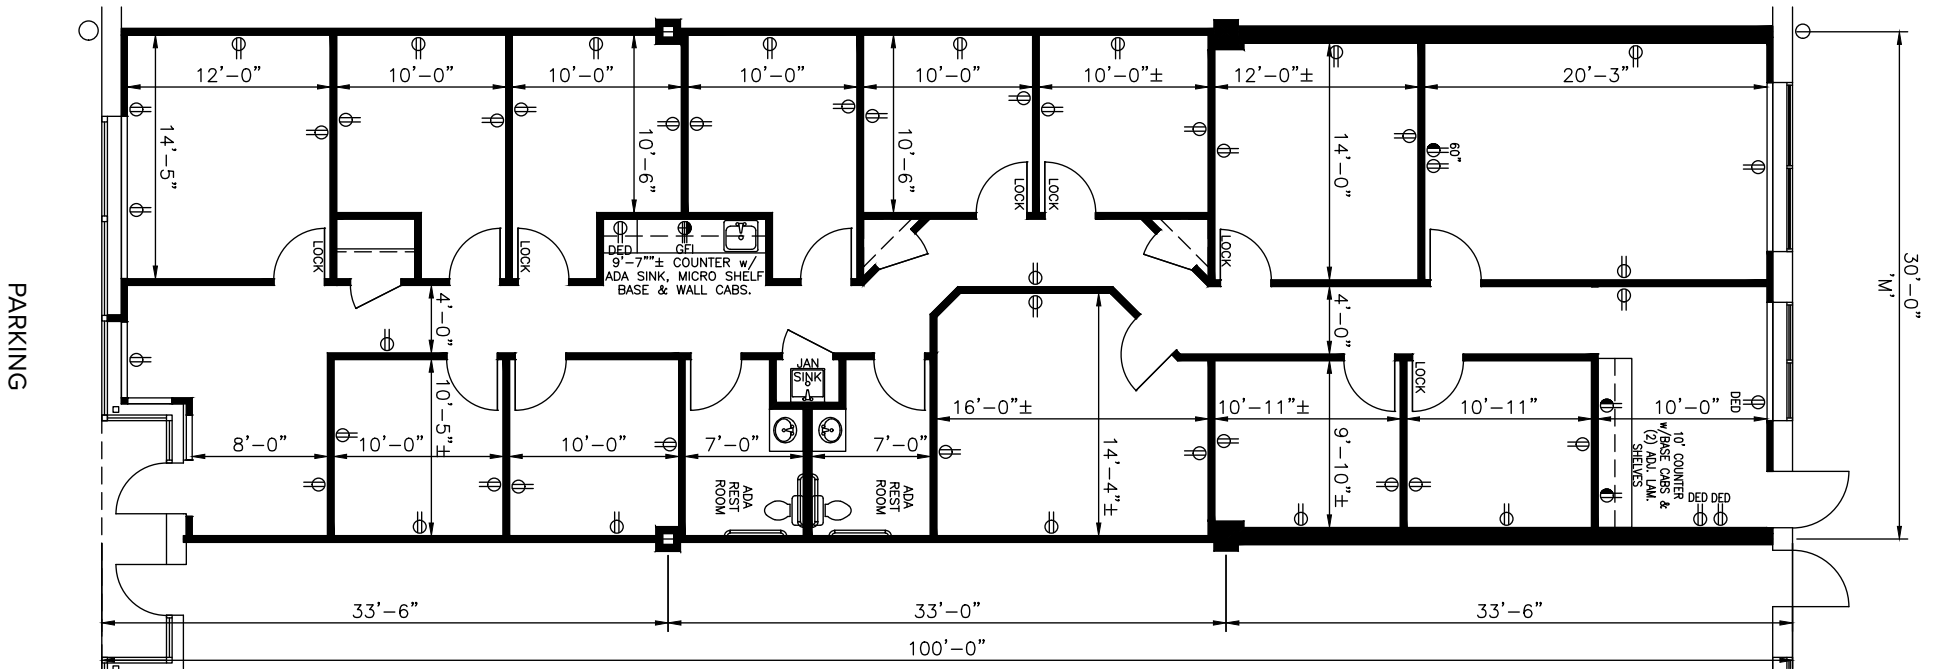 12'-0"
10'-0"
10'-0"
10'-0"
10'-0"
10'-0"±
12'-0"±
20'-3"
14'-5"
10'-6"
10'-6"
14'-0"
60"
LOCK
LOCK
LOCK
LOCK
LOCK
DED
GFI
9'-7""± COUNTER w/
ADA SINK, MICRO SHELF
BASE & WALL CABS.
30'-0"
'M'
PARKING
4'-0"
4'-0"
JAN
SINK
LOCK
16'-0"±
10'-11"±
10'-11"
10'-0"
DED
8'-0"
10'-0"
10'-5"±
10'-0"
7'-0"
7'-0"
14'-4"±
9'-10"±
10' COUNTER
w/BASE CABS &
(2) ADJ. LAM.
SHELVES
ADA
REST
ROOM
ADA
REST
ROOM
DED DED
33'-6"
33'-0"
33'-6"
100'-0"